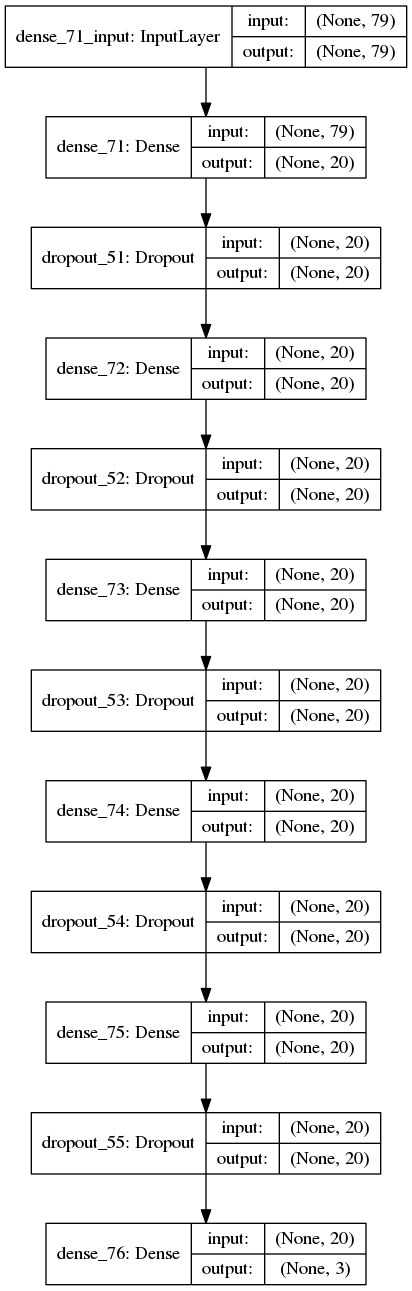 dense_71_input: InputLayer
input: (None, 79)
output: (None, 79)
dense_71: Dense
input: (None, 79)
output: (None, 20)
dropout_51: Dropout
input: (None, 20)
output: (None, 20)
dense_72: Dense
input: (None, 20)
output: (None, 20)
dropout_52: Dropout
input: (None, 20)
output: (None, 20)
dense_73: Dense
input: (None, 20)
output: (None, 20)
dropout_53: Dropout
input: (None, 20)
output: (None, 20)
dense_74: Dense
input: (None, 20)
output: (None, 20)
dropout_54: Dropout
input: (None, 20)
output: (None, 20)
dense_75: Dense
input: (None, 20)
output: (None, 20)
dropout_55: Dropout
input: (None, 20)
output: (None, 20)
dense_76: Dense
input: (None, 20)
output: (None, 3)